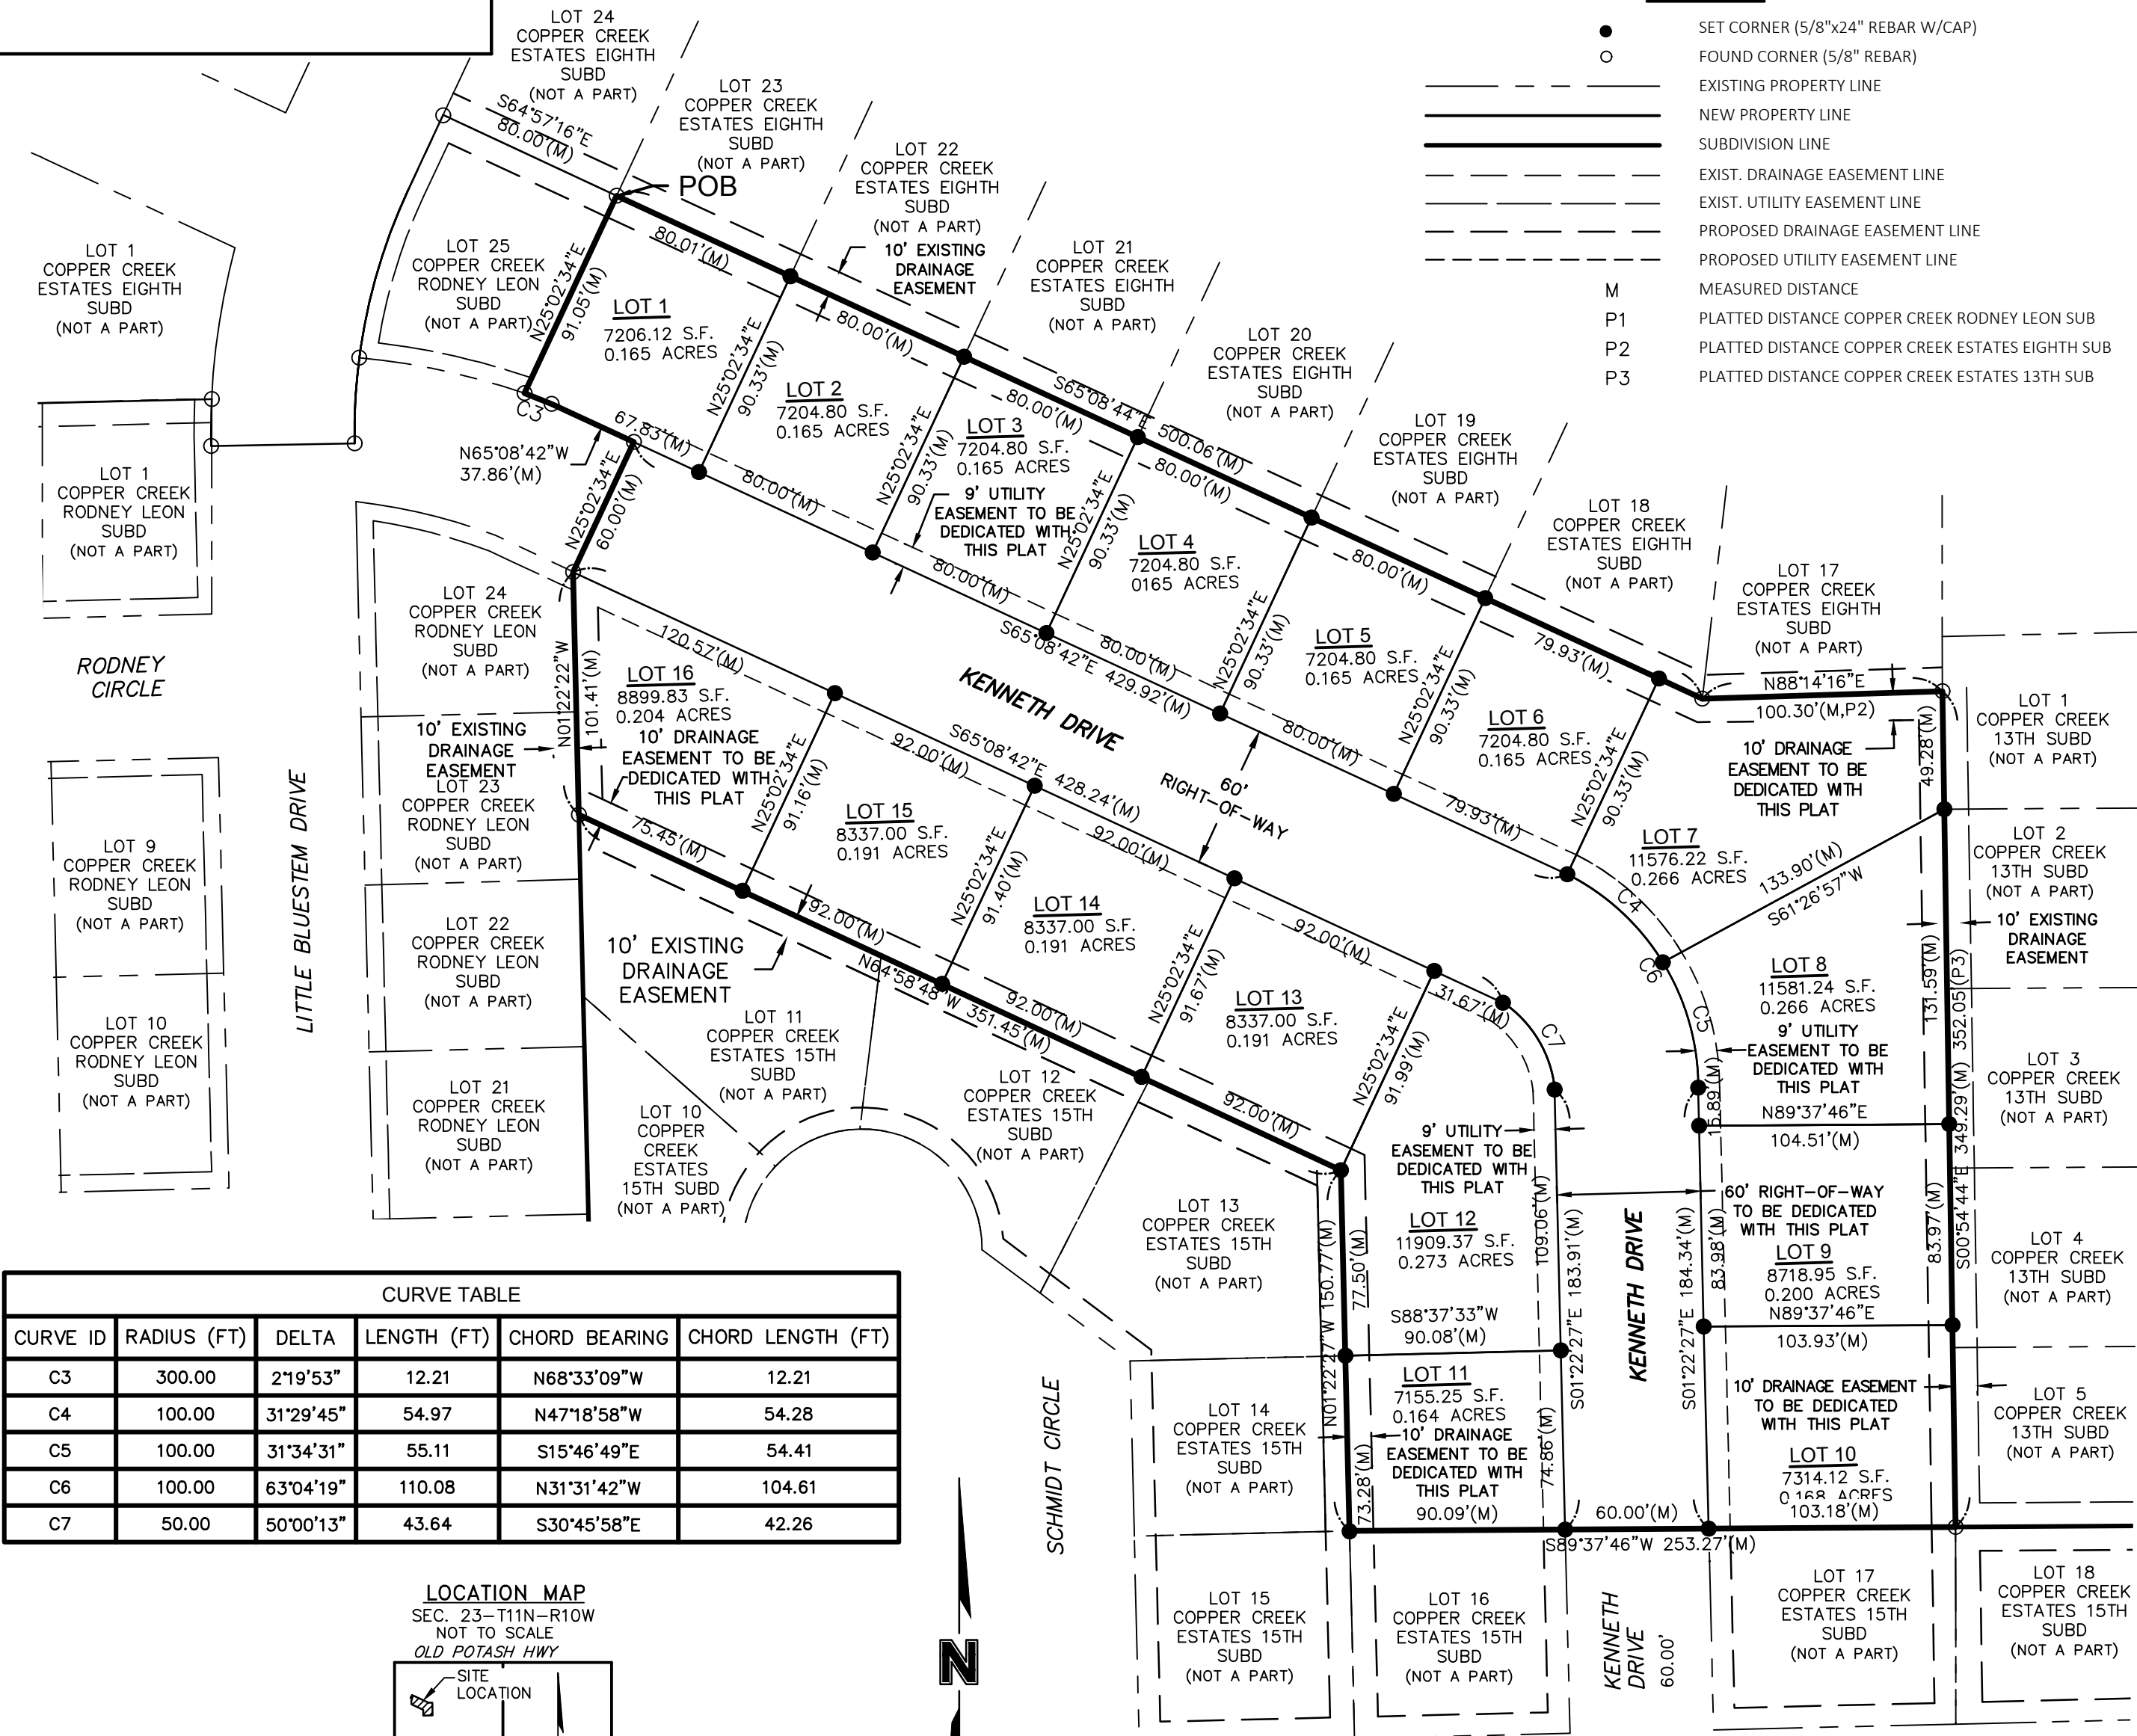 LOT 24
COPPER CREEK
ESTATES EIGHTH
SUBD
(NOT A PART)
S64°57'16"E
80.00'(M)
LOT 23
COPPER CREEK
ESTATES EIGHTH
SUBD
(NOT A PART)
POB
LOT 22
COPPER CREEK
ESTATES EIGHTH
SUBD
(NOT A PART)
10' EXISTING
DRAINAGE
EASEMENT
LOT 21
COPPER CREEK
ESTATES EIGHTH
SUBD
(NOT A PART)
LOT 20
COPPER CREEK
ESTATES EIGHTH
SUBD
(NOT A PART)
LOT 19
COPPER CREEK
ESTATES EIGHTH
SUBD
(NOT A PART)
LOT 18
COPPER CREEK
ESTATES EIGHTH
SUBD
(NOT A PART)
LOT 17
COPPER CREEK
ESTATES EIGHTH
SUBD
(NOT A PART)
SET CORNER (5/8"x24" REBAR W/CAP)
FOUND CORNER (5/8" REBAR)
EXISTING PROPERTY LINE
NEW PROPERTY LINE
SUBDIVISION LINE
EXIST. DRAINAGE EASEMENT LINE
EXIST. UTILITY EASEMENT LINE
PROPOSED DRAINAGE EASEMENT LINE
PROPOSED UTILITY EASEMENT LINE
M MEASURED DISTANCE
P1 PLATTED DISTANCE COPPER CREEK RODNEY LEON SUB
P2 PLATTED DISTANCE COPPER CREEK ESTATES EIGHTH SUB
P3 PLATTED DISTANCE COPPER CREEK ESTATES 13TH SUB
LOT 1
COPPER CREEK
ESTATES EIGHTH
SUBD
(NOT A PART)
LOT 25
COPPER CREEK
RODNEY LEON
SUBD
(NOT A PART)
N25°02'34"E
91.05'(M)
80.01'(M)
LOT 1
7206.12 S.F.
0.165 ACRES
N25°02'34"E
90.33'(M)
80.00'(M)
LOT 2
7204.80 S.F.
0.165 ACRES
N25°02'34"E
90.33'(M)
80.00'(M)
S65°08'44"E 500.06'(M)
LOT 3
7204.80 S.F.
0.165 ACRES
9' UTILITY
EASEMENT TO BE
DEDICATED WITH
THIS PLAT
N25°02'34"E
90.33'(M)
80.00'(M)
LOT 4
7204.80 S.F.
0165 ACRES
N25°02'34"E
90.33'(M)
80.00'(M)
LOT 5
7204.80 S.F.
0.165 ACRES
N25°02'34"E
90.33'(M)
79.93'(M)
LOT 6
7204.80 S.F.
0.165 ACRES
N25°02'34"E
90.33'(M)
C3
67.83'(M)
N65°08'42"W
37.86'(M)
80.00'(M)
80.00'(M)
S65°08'42"E 429.92'(M)
80.00'(M)
80.00'(M)
79.93'(M)
N88°14'16"E
100.30'(M,P2)
10' DRAINAGE
EASEMENT TO BE
DEDICATED WITH
THIS PLAT
49.28'(M)
LOT 1
COPPER CREEK
13TH SUBD
(NOT A PART)
LOT 1
COPPER CREEK
RODNEY LEON
SUBD
(NOT A PART)
RODNEY
CIRCLE
LOT 24
COPPER CREEK
RODNEY LEON
SUBD
(NOT A PART)
N25°02'34"E
60.00'(M)
N01°22'22"W
101.41'(M)
120.57'(M)
LOT 16
8899.83 S.F.
0.204 ACRES
10' DRAINAGE
EASEMENT TO BE
DEDICATED WITH
THIS PLAT
10' EXISTING
DRAINAGE
EASEMENT
LOT 23
COPPER CREEK
RODNEY LEON
SUBD
(NOT A PART)
75.45'(M)
N25°02'34"E
91.16'(M)
KENNETH DRIVE
S65°08'42"E 428.24'(M)
60'
RIGHT-OF-WAY
92.00'(M)
92.00'(M)
92.00'(M)
31.67'(M)
LOT 15
8337.00 S.F.
0.191 ACRES
N25°02'34"E
91.40'(M)
LOT 14
8337.00 S.F.
0.191 ACRES
N25°02'34"E
91.67'(M)
LOT 13
8337.00 S.F.
0.191 ACRES
N25°02'34"E
91.99'(M)
LOT 7
11576.22 S.F.
0.266 ACRES
C4
133.90'(M)
S61°26'57"W
LOT 2
COPPER CREEK
13TH SUBD
(NOT A PART)
10' EXISTING
DRAINAGE
EASEMENT
C6
LOT 8
11581.24 S.F.
0.266 ACRES
9' UTILITY
EASEMENT TO BE
DEDICATED WITH
THIS PLAT
C5
C7
131.59'(M)
S00°54'44"E 349.29'(M) 352.05(P3)
15.89'(M)
N89°37'46"E
104.51'(M)
LOT 3
COPPER CREEK
13TH SUBD
(NOT A PART)
LOT 9
COPPER CREEK
RODNEY LEON
SUBD
(NOT A PART)
LOT 10
COPPER CREEK
RODNEY LEON
SUBD
(NOT A PART)
LITTLE BLUESTEM DRIVE
LOT 22
COPPER CREEK
RODNEY LEON
SUBD
(NOT A PART)
LOT 21
COPPER CREEK
RODNEY LEON
SUBD
(NOT A PART)
10' EXISTING
DRAINAGE
EASEMENT
92.00'(M)
N64°58'48"W 351.45'(M)
92.00'(M)
92.00'(M)
LOT 11
COPPER CREEK
ESTATES 15TH
SUBD
(NOT A PART)
LOT 10
COPPER
CREEK
ESTATES
15TH SUBD
(NOT A PART)
LOT 12
COPPER CREEK
ESTATES 15TH
SUBD
(NOT A PART)
LOT 13
COPPER CREEK
ESTATES 15TH
SUBD
(NOT A PART)
9' UTILITY
EASEMENT TO BE
DEDICATED WITH
THIS PLAT
LOT 12
11909.37 S.F.
0.273 ACRES
N01°22'27"W 150.77'(M)
77.50'(M)
109.06'(M)
S01°22'27"E 183.91'(M)
KENNETH DRIVE
S01°22'27"E 184.34'(M)
83.98'(M)
60' RIGHT-OF-WAY
TO BE DEDICATED
WITH THIS PLAT
LOT 9
8718.95 S.F.
0.200 ACRES
N89°37'46"E
103.93'(M)
83.97'(M)
LOT 4
COPPER CREEK
13TH SUBD
(NOT A PART)
S88°37'33"W
90.08'(M)
LOT 11
7155.25 S.F.
0.164 ACRES
10' DRAINAGE
EASEMENT TO BE
DEDICATED WITH
THIS PLAT
73.28'(M)
74.86'(M)
90.09'(M)
60.00'(M)
10' DRAINAGE EASEMENT
TO BE DEDICATED
WITH THIS PLAT
LOT 10
7314.12 S.F.
0.168 ACRES
103.18'(M)
S89°37'46"W 253.27'(M)
LOT 5
COPPER CREEK
13TH SUBD
(NOT A PART)
LOT 14
COPPER CREEK
ESTATES 15TH
SUBD
(NOT A PART)
SCHMIDT CIRCLE
LOT 15
COPPER CREEK
ESTATES 15TH
SUBD
(NOT A PART)
LOT 16
COPPER CREEK
ESTATES 15TH
SUBD
(NOT A PART)
KENNETH
DRIVE
60.00'
LOT 17
COPPER CREEK
ESTATES 15TH
SUBD
(NOT A PART)
LOT 18
COPPER CREEK
ESTATES 15TH
SUBD
(NOT A PART)
CURVE TABLE
CURVE ID RADIUS (FT) DELTA LENGTH (FT) CHORD BEARING CHORD LENGTH (FT)
C3 300.00 2°19'53" 12.21 N68°33'09"W 12.21
C4 100.00 31°29'45" 54.97 N47°18'58"W 54.28
C5 100.00 31°34'31" 55.11 S15°46'49"E 54.41
C6 100.00 63°04'19" 110.08 N31°31'42"W 104.61
C7 50.00 50°00'13" 43.64 S30°45'58"E 42.26
LOCATION MAP
SEC. 23-T11N-R10W
NOT TO SCALE
OLD POTASH HWY
SITE
LOCATION
N